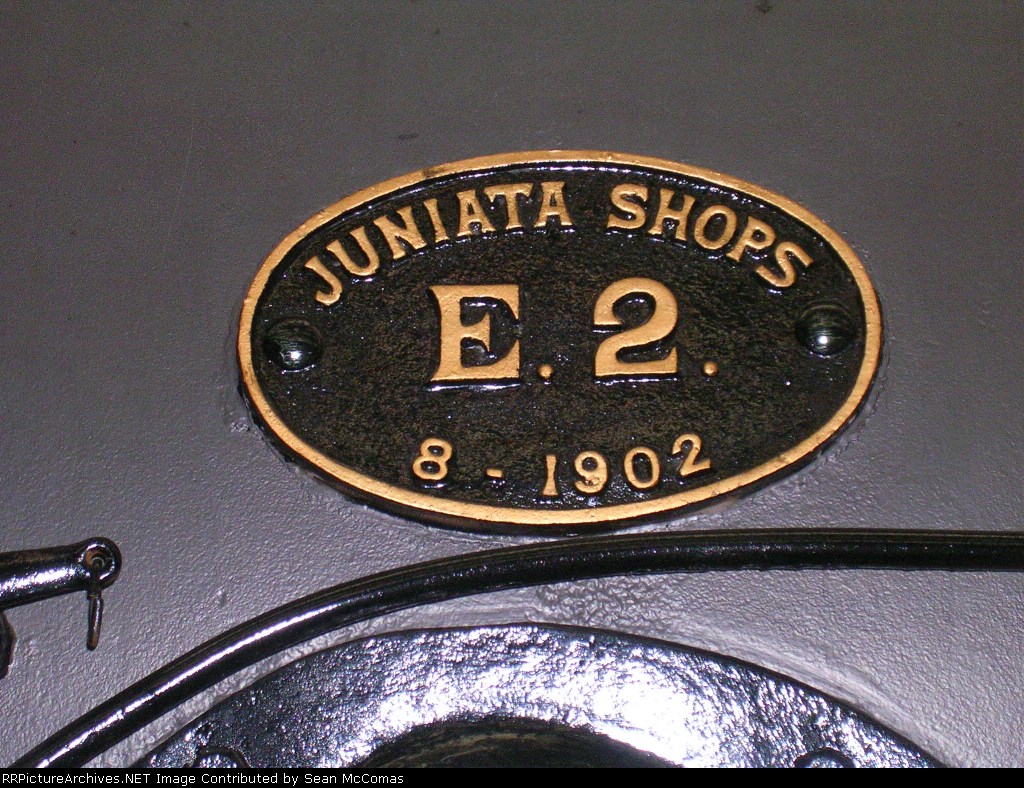 JUNIATA SHOPS
E. 2.
8 - 1902
RRPictureArchives.NET Image Contributed by Sean McComas